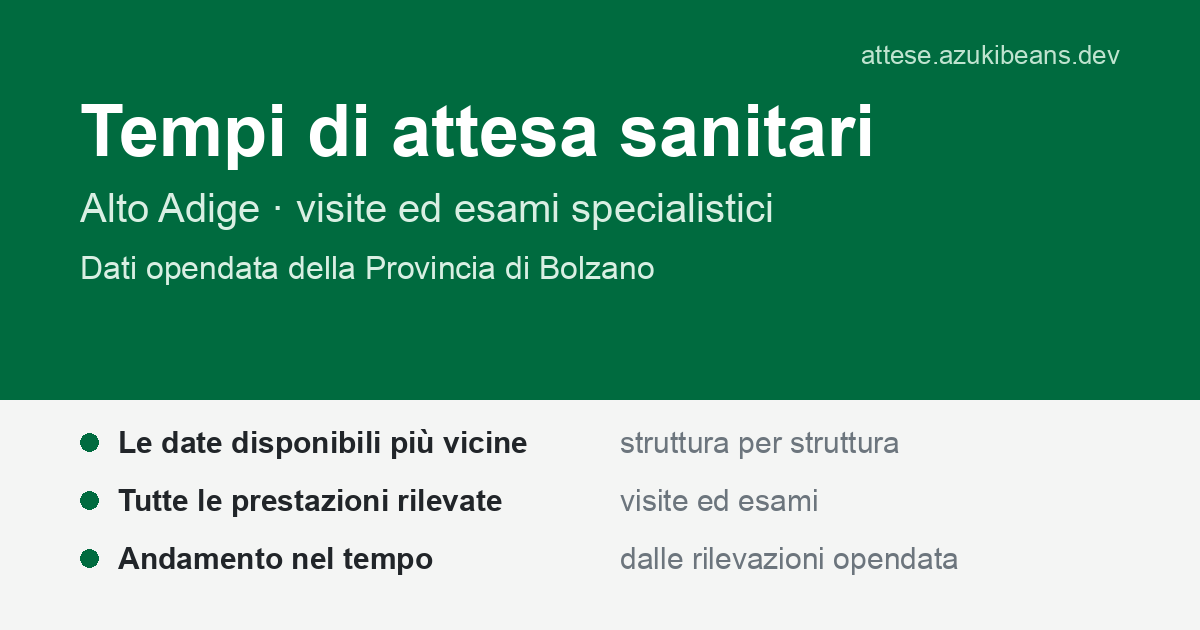 attese.azukibeans.dev
Tempi di attesa sanitari
Alto Adige · visite ed esami specialistici
Dati opendata della Provincia di Bolzano
Le date disponibili più vicine struttura per struttura
Tutte le prestazioni rilevate visite ed esami
Andamento nel tempo dalle rilevazioni opendata